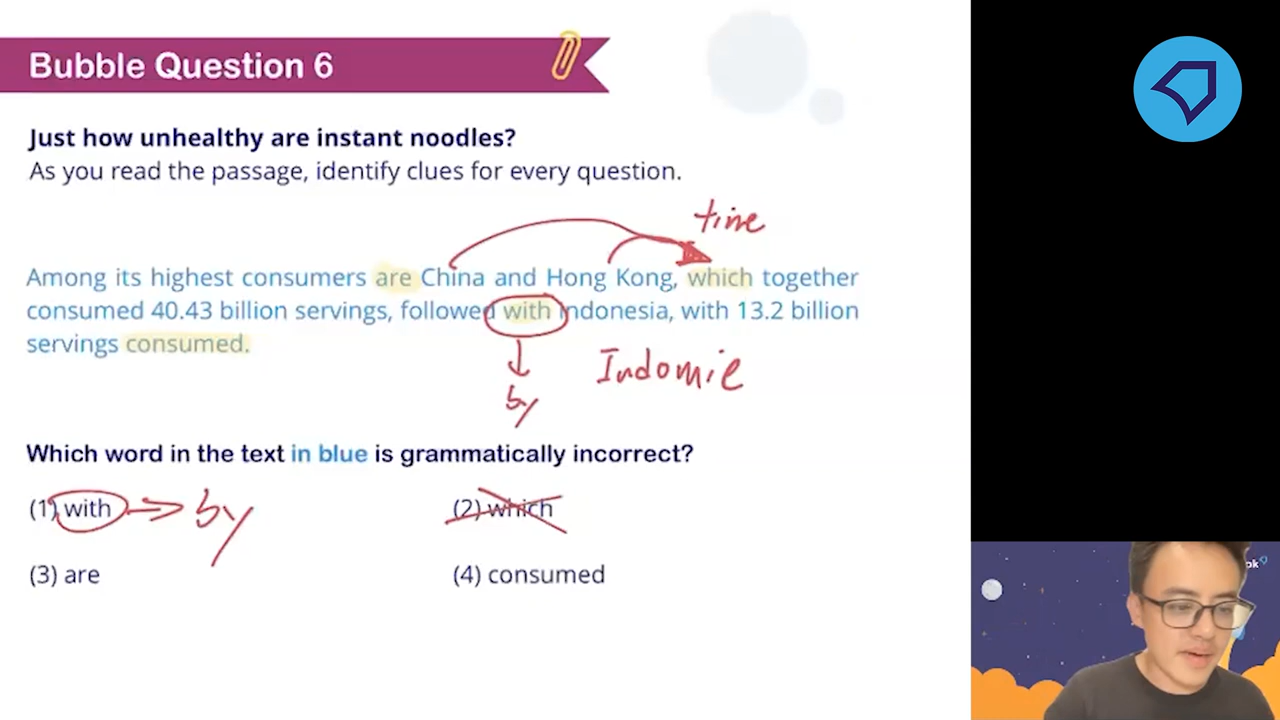 Bubble Question 6
Just how unhealthy are instant noodles?
As you read the passage, identify clues for every question.
Among its highest consumers are China and Hong Kong, which together
consumed 40.43 billion servings, followed with Indonesia, with 13.2 billion
servings consumed.
Indomie
by
Which word in the text in blue is grammatically incorrect?
(1) with
by
(2) which
(3) are
(4) consumed